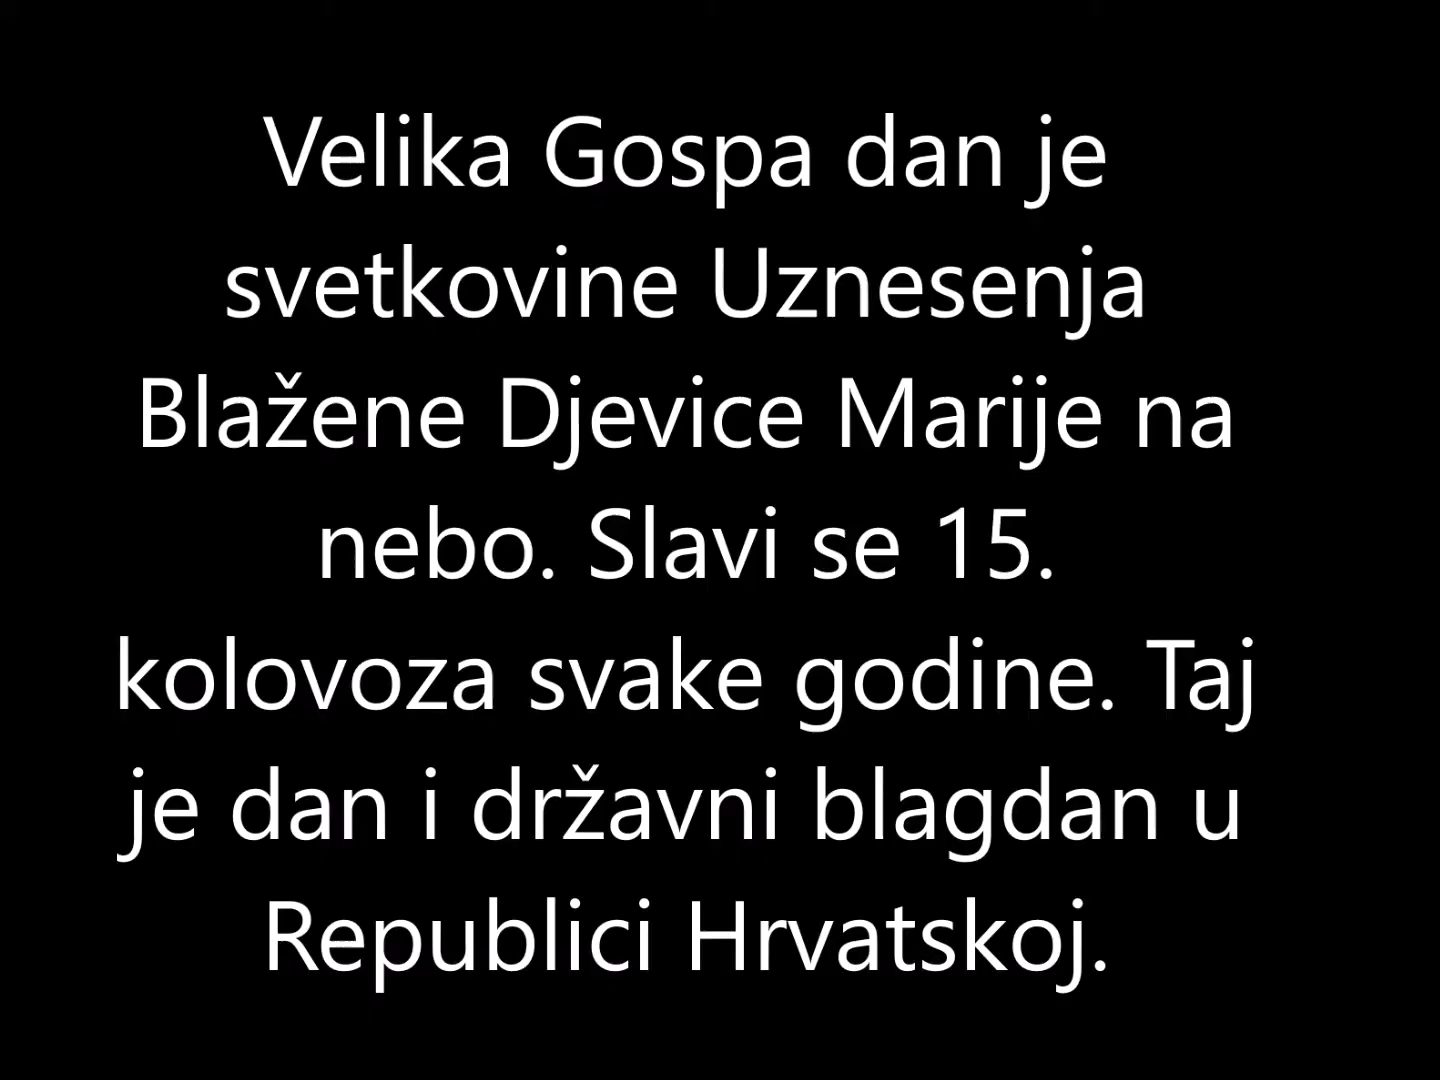 Velika Gospa dan je
svetkovine Uznesenja
Blažene Djevice Marije na
nebo. Slavi se 15.
kolovoza svake godine. Taj
je dan i državni blagdan u
Republici Hrvatskoj.